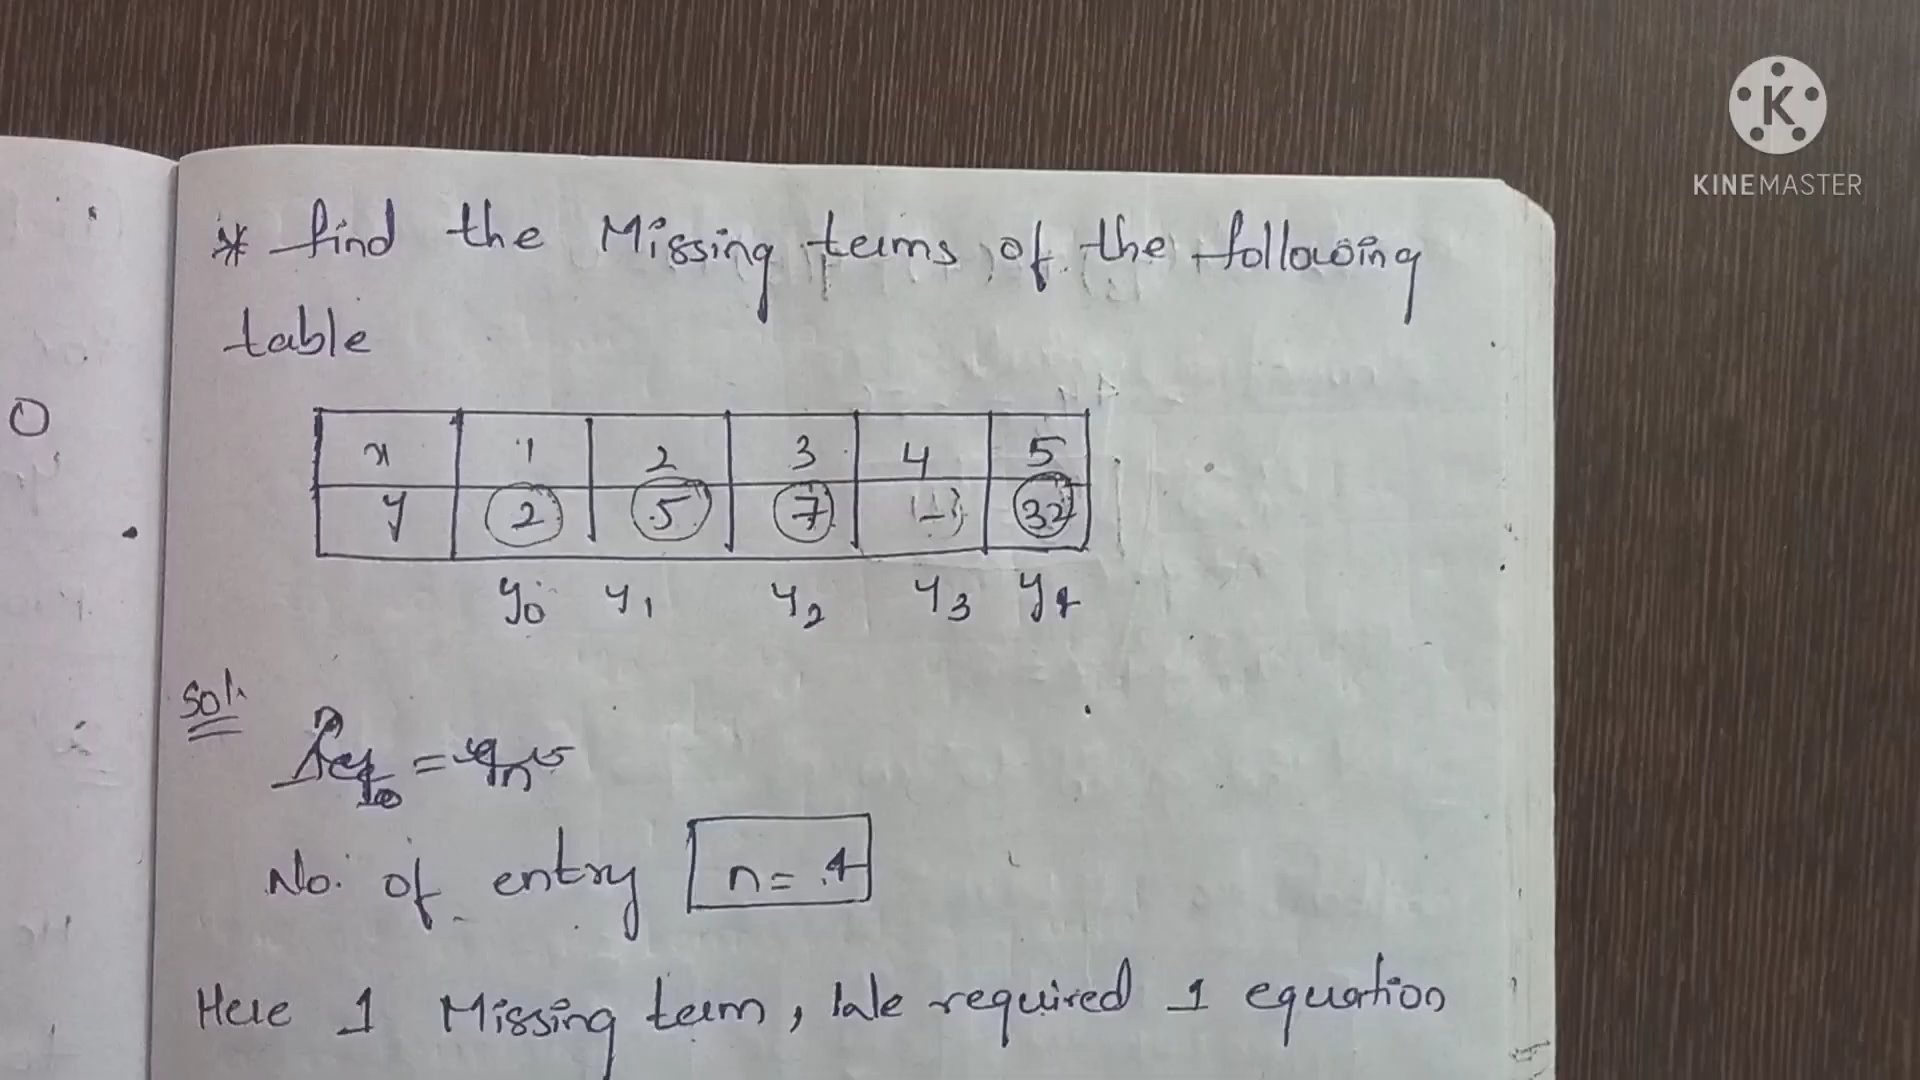 KINEMASTER
* find the Missing terms of the following
table
x 1 2 3 4 5
y 2 5 7 — 32
y0 y1 y2 y3 y4
Sol:
No. of entry n = 4
Here 1 Missing term, We required 1 equation
O